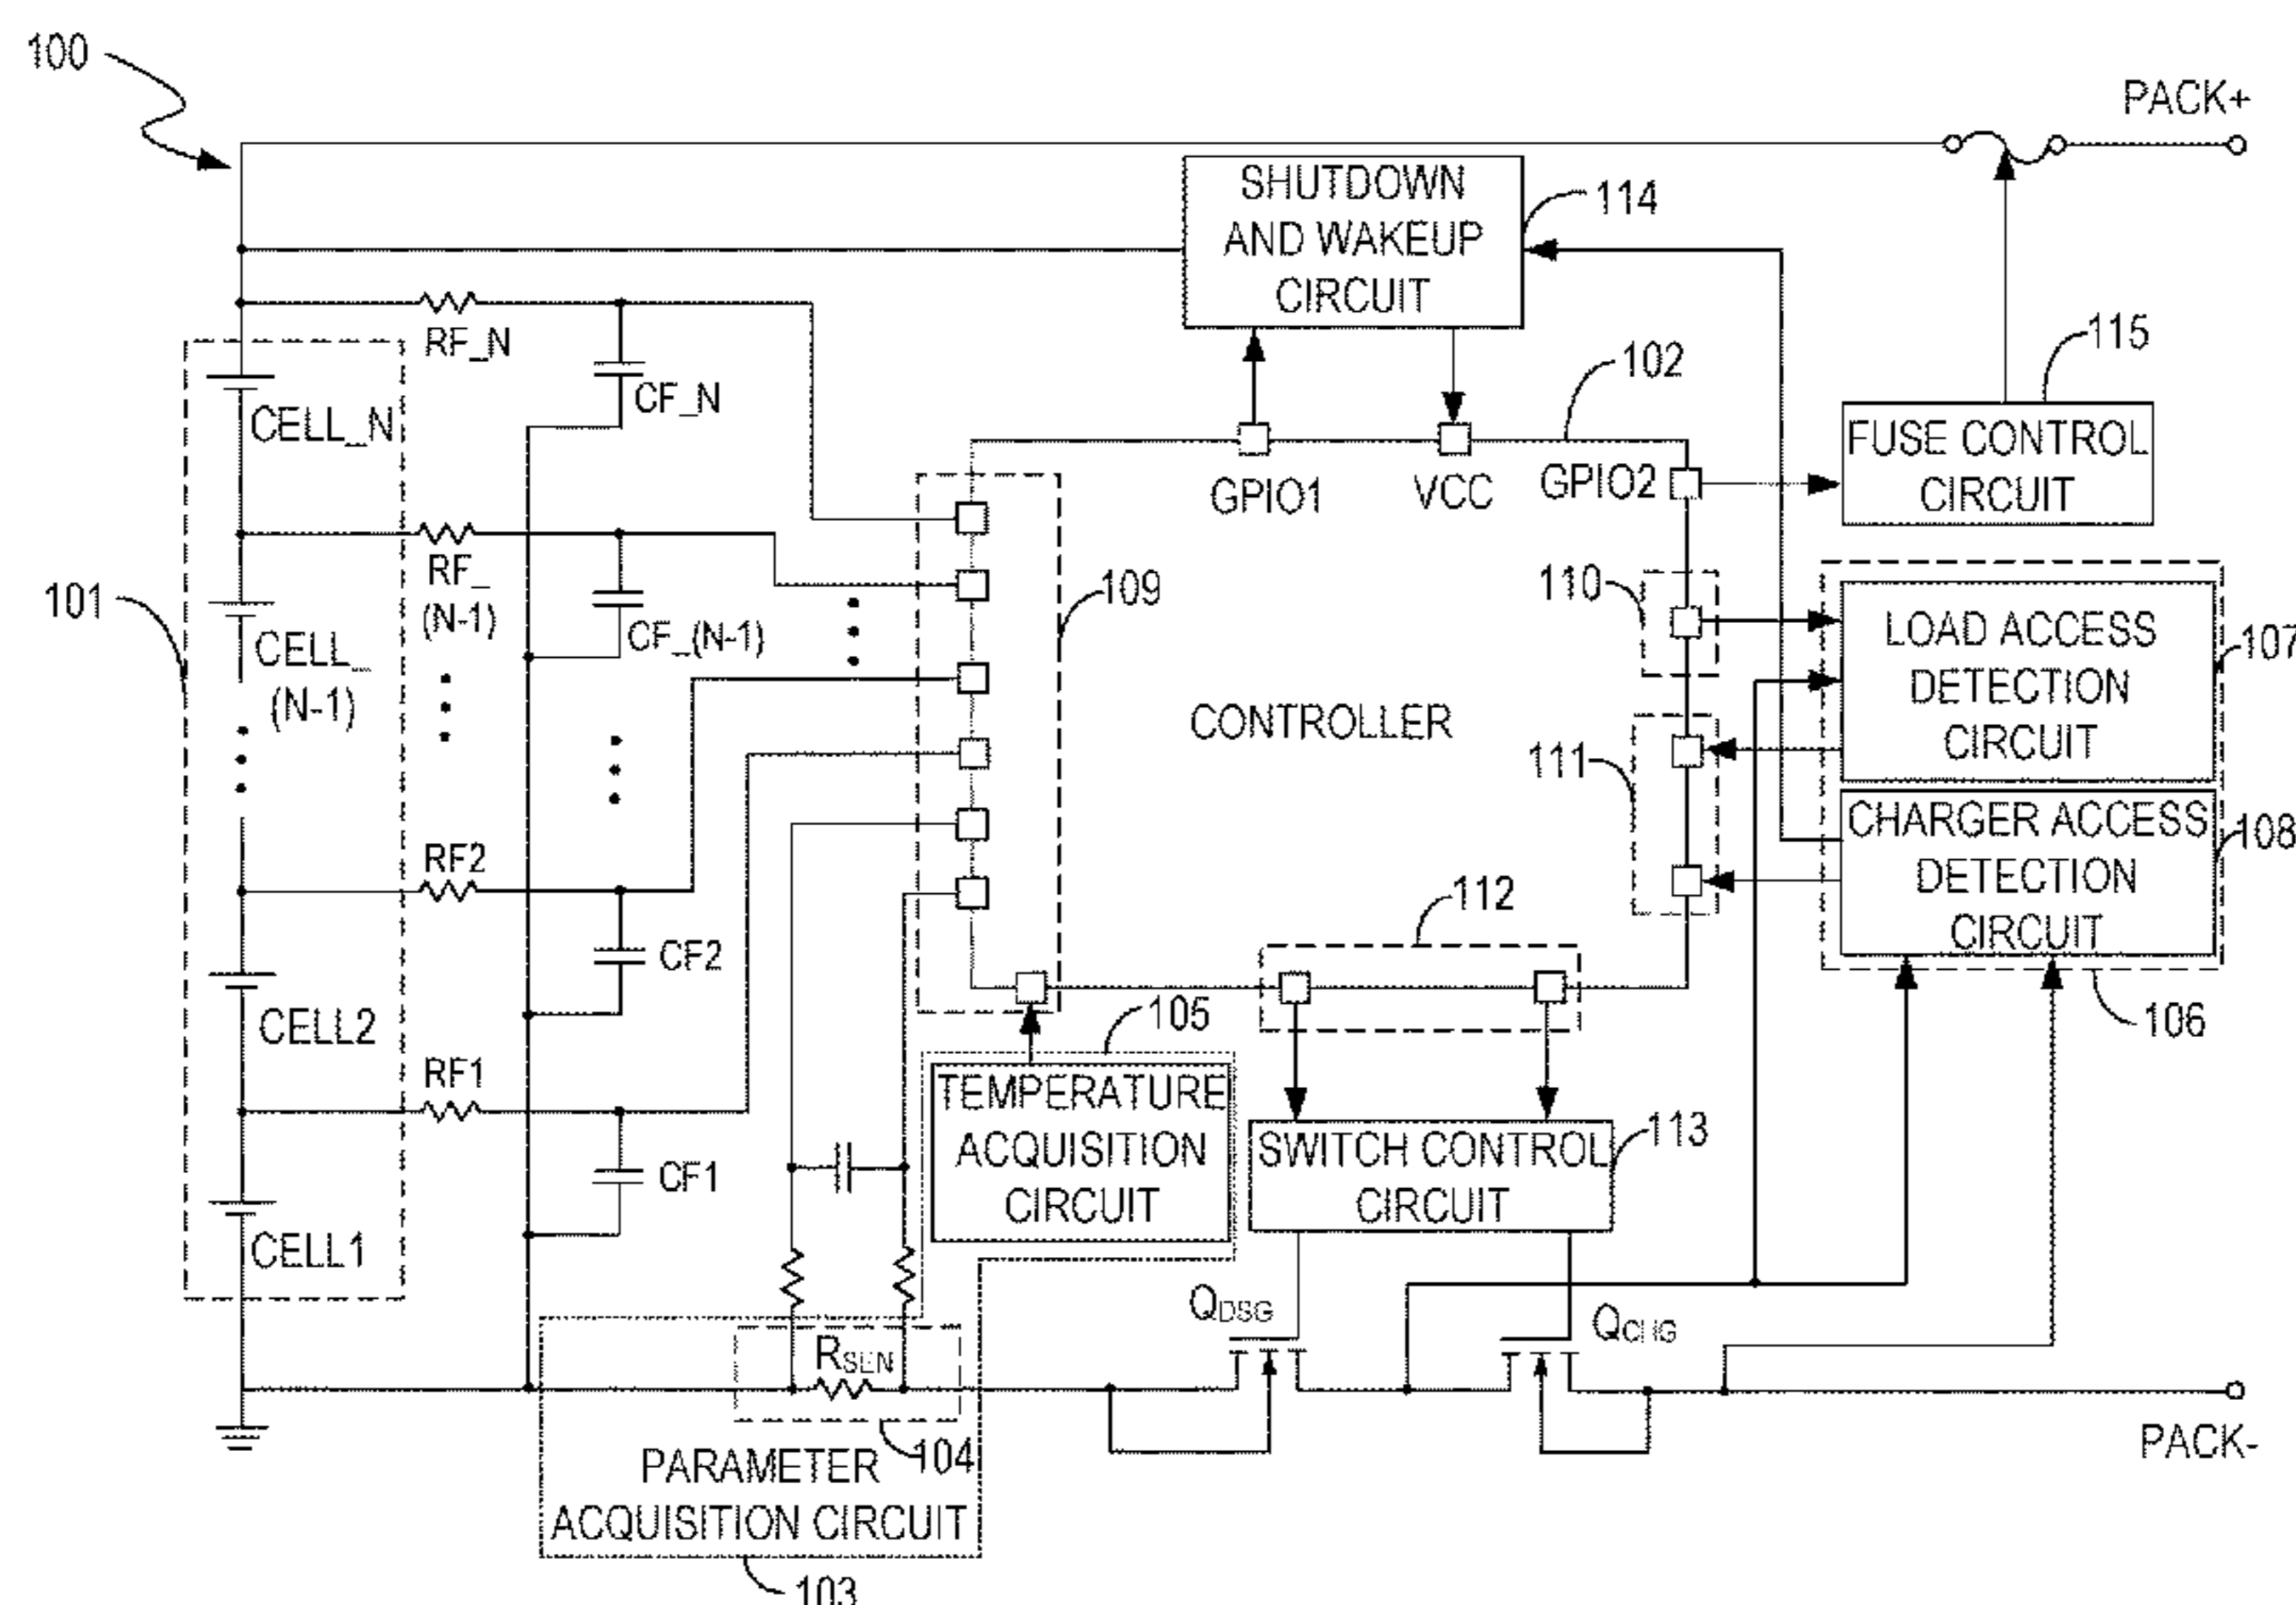 100
PACK+
SHUTDOWN
AND WAKEUP
CIRCUIT
114
RF_N
CF_N
CELL_N
115
102
FUSE CONTROL
CIRCUIT
GPIO1
VCC
GPIO2
101
RF_
(N-1)
CF_(N-1)
CELL_
(N-1)
109
110
LOAD ACCESS
DETECTION
CIRCUIT
107
CONTROLLER
111
CHARGER ACCESS
DETECTION
CIRCUIT
108
RF2
CF2
CELL2
112
106
105
RF1
CF1
CELL1
TEMPERATURE
ACQUISITION
CIRCUIT
SWITCH CONTROL
CIRCUIT
113
QDSG
QCHG
RSEN
104
PARAMETER
ACQUISITION CIRCUIT
103
PACK-